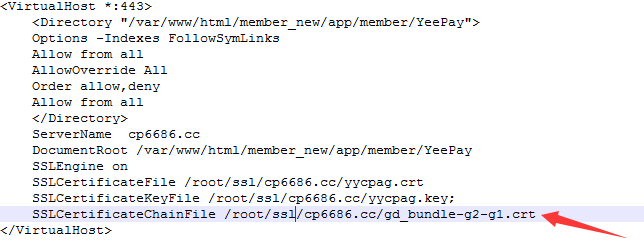 <VirtualHost *:443>
<Directory "/var/www/html/member_new/app/member/YeePay">
Options -Indexes FollowSymLinks
Allow from all
AllowOverride All
Order allow,deny
Allow from all
</Directory>
ServerName  cp6686.cc
DocumentRoot /var/www/html/member_new/app/member/YeePay
SSLEngine on
SSLCertificateFile /root/ssl/cp6686.cc/yycpag.crt
SSLCertificateKeyFile /root/ssl/cp6686.cc/yycpag.key;
SSLCertificateChainFile /root/ssl/cp6686.cc/gd_bundle-g2-g1.crt
</VirtualHost>